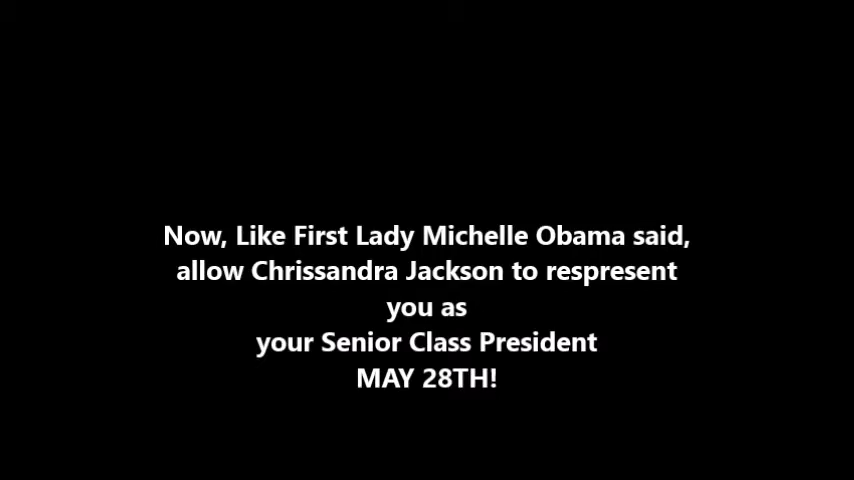 Now, Like First Lady Michelle Obama said,
allow Chrissandra Jackson to respresent
you as
your Senior Class President
MAY 28TH!